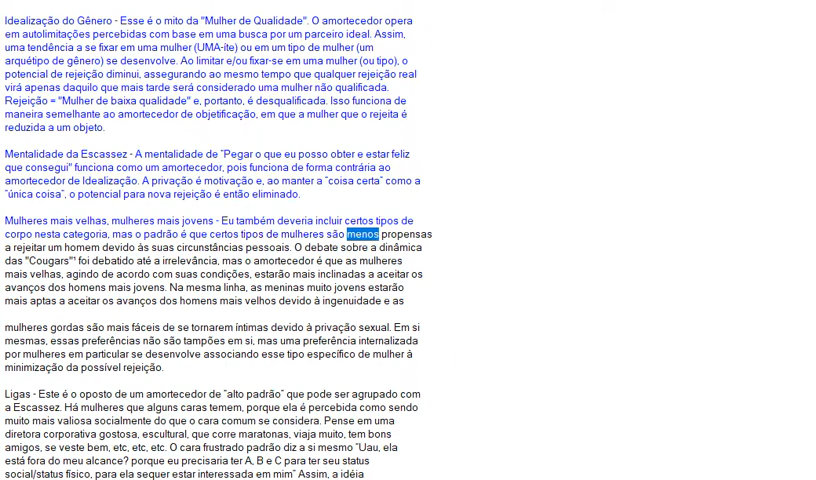 Idealização do Gênero - Esse é o mito da "Mulher de Qualidade". O amortecedor opera
em autolimitações percebidas com base em uma busca por um parceiro ideal. Assim,
uma tendência a se fixar em uma mulher (UMA-íte) ou em um tipo de mulher (um
arquétipo de gênero) se desenvolve. Ao limitar e/ou fixar-se em uma mulher (ou tipo), o
potencial de rejeição diminui, assegurando ao mesmo tempo que qualquer rejeição real
virá apenas daquilo que mais tarde será considerado uma mulher não qualificada.
Rejeição = "Mulher de baixa qualidade" e, portanto, é desqualificada. Isso funciona de
maneira semelhante ao amortecedor de objetificação, em que a mulher que o rejeita é
reduzida a um objeto.
Mentalidade da Escassez - A mentalidade de "Pegar o que eu posso obter e estar feliz
que consegui" funciona como um amortecedor, pois funciona de forma contrária ao
amortecedor de Idealização. A privação é motivação e, ao manter a "coisa certa" como a
"única coisa", o potencial para nova rejeição é então eliminado.
Mulheres mais velhas, mulheres mais jovens - Eu também deveria incluir certos tipos de
corpo nesta categoria, mas o padrão é que certos tipos de mulheres são menos propensas
a rejeitar um homem devido às suas circunstâncias pessoais. O debate sobre a dinâmica
das "Cougars"¹ foi debatido até a irrelevância, mas o amortecedor é que as mulheres
mais velhas, agindo de acordo com suas condições, estarão mais inclinadas a aceitar os
avanços dos homens mais jovens. Na mesma linha, as meninas muito jovens estarão
mais aptas a aceitar os avanços dos homens mais velhos devido à ingenuidade e as
mulheres gordas são mais fáceis de se tornarem íntimas devido à privação sexual. Em si
mesmas, essas preferências não são tampões em si, mas uma preferência internalizada
por mulheres em particular se desenvolve associando esse tipo específico de mulher à
minimização da possível rejeição.
Ligas - Este é o oposto de um amortecedor de "alto padrão" que pode ser agrupado com
a Escassez. Há mulheres que alguns caras temem, porque ela é percebida como sendo
muito mais valiosa socialmente do que o cara comum se considera. Pense em uma
diretora corporativa gostosa, escultural, que corre maratonas, viaja muito, tem bons
amigos, se veste bem, etc, etc, etc. O cara frustrado padrão diz a si mesmo "Uau, ela
está fora do meu alcance? porque eu precisaria ter A, B e C para ter seu status
social/status físico, para ela sequer estar interessada em mim" Assim, a idéia